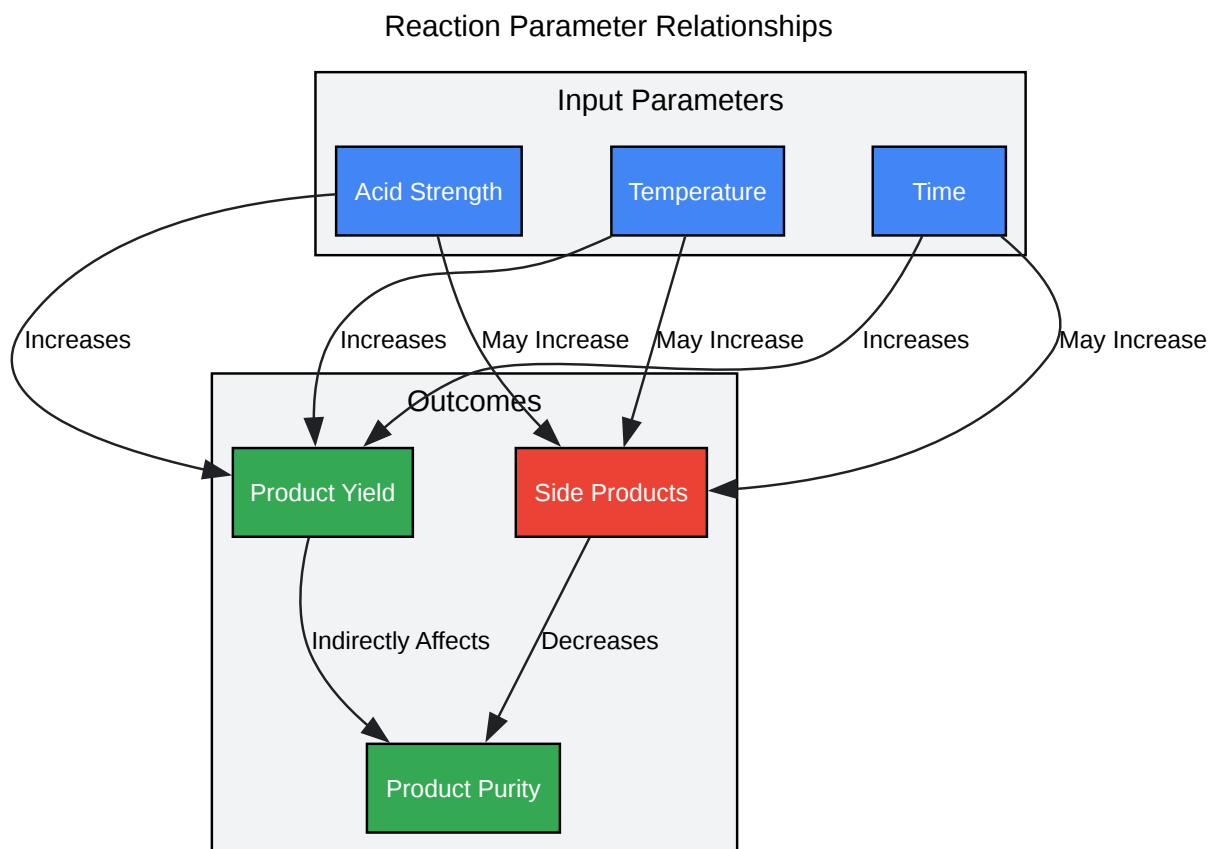 Reaction Parameter Relationships
Input Parameters
Acid Strength
Temperature
Time
Increases
Increases
May Increase
May Increase
Increases
May Increase
Outcomes
Product Yield
Side Products
Indirectly Affects
Decreases
Product Purity